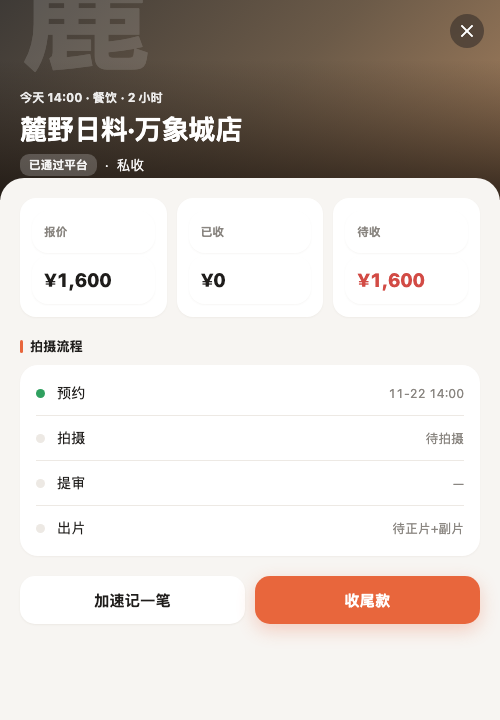 麓
今天 14:00 · 餐饮 · 2 小时
麓野日料·万象城店
已通过平台 · 私收
报价 已收 待收
¥1,600 ¥0 ¥1,600
拍摄流程
预约 11-22 14:00
拍摄 待拍摄
提审 —
出片 待正片+副片
加速记一笔 收尾款